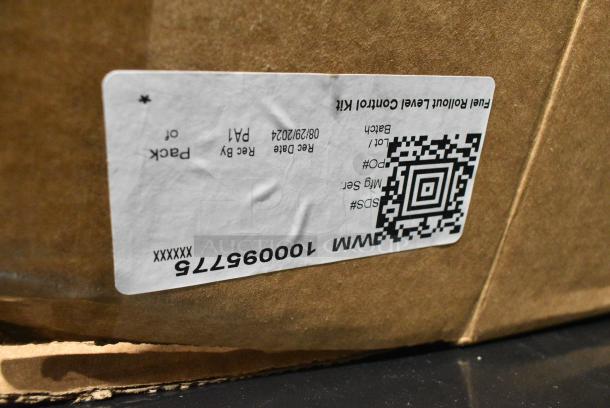 WM 100095775
XXXXXX
SDS#
Mfg Ser
PO#
Lot /
Batch
Rec Date
08/29/2024
Rec By
PA1
Pack
of
Fuel Rollout Level Control Kit
*